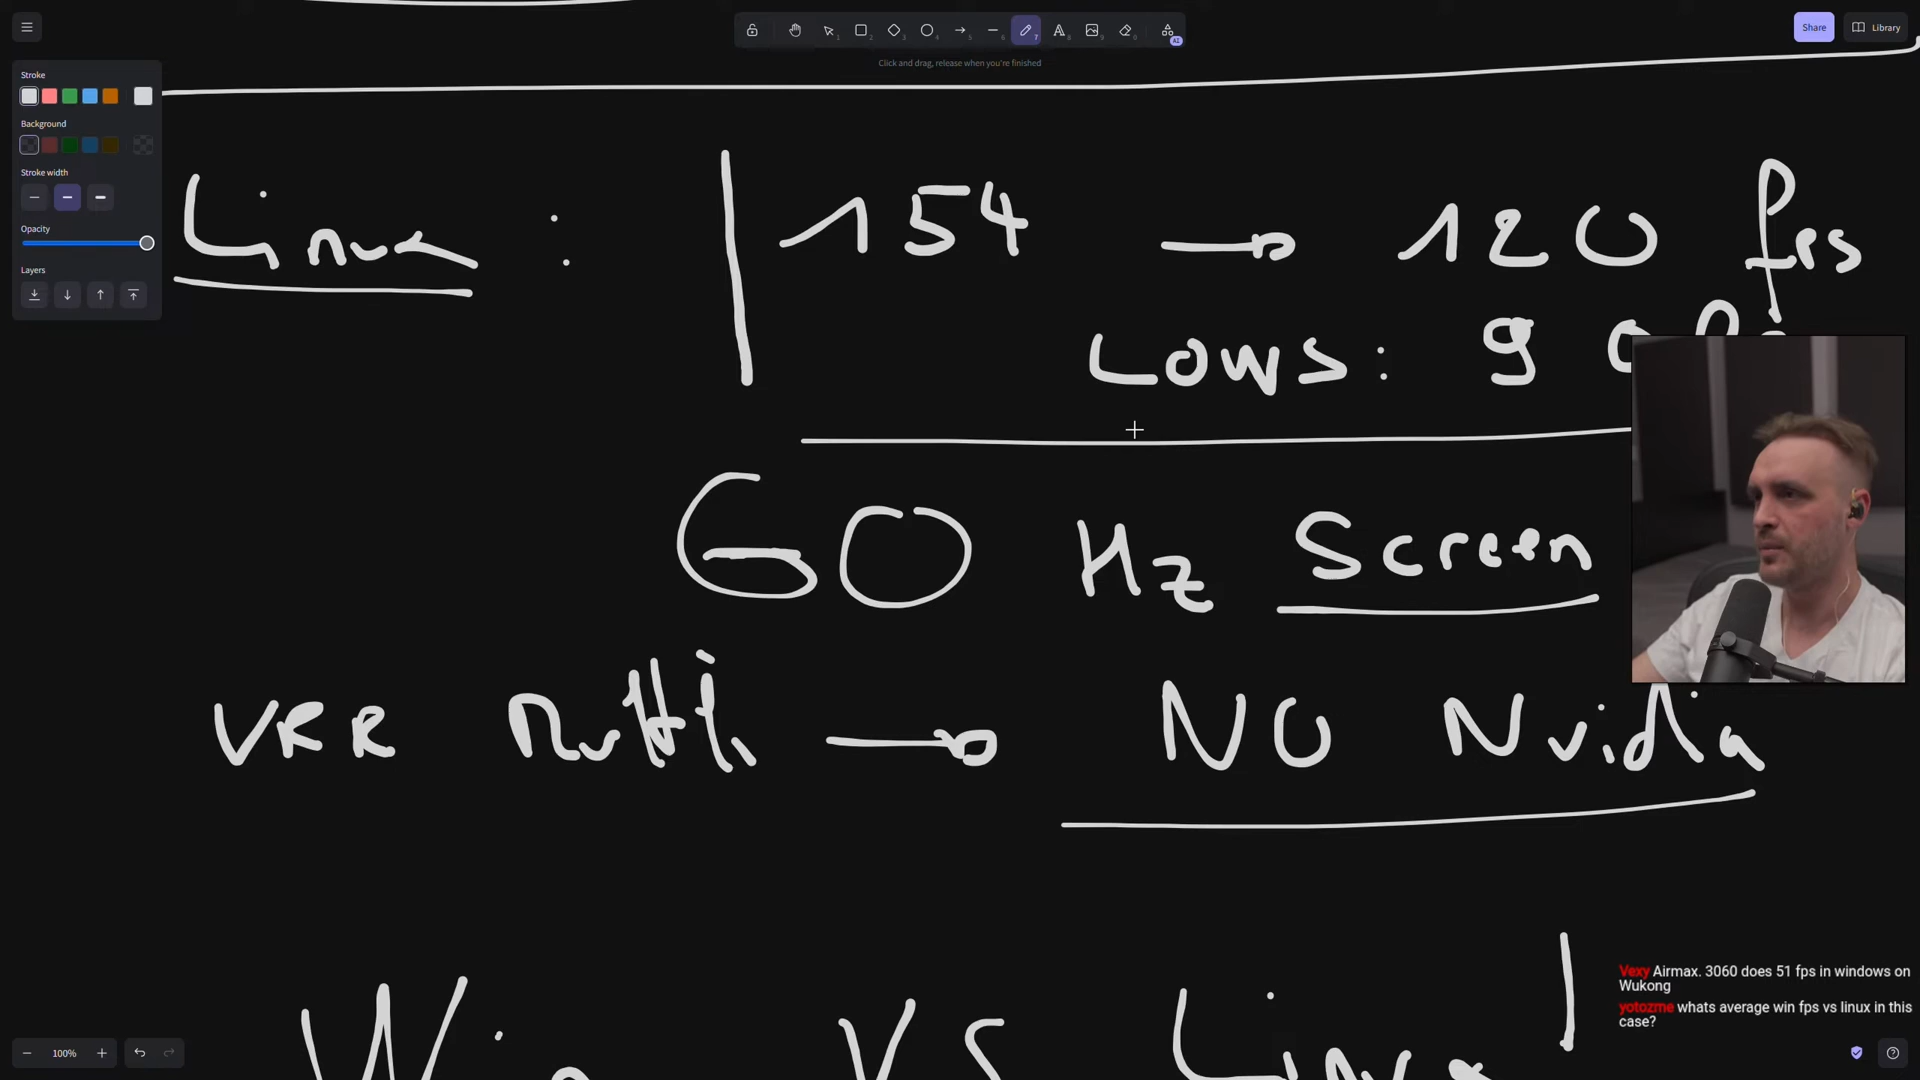 Share
Library
Click and drag, release when you're finished
Stroke
Background
Stroke width
Opacity
Layers
Linux : 154 → 120 fps
Lows: 90
60 Hz Screen
VRR Multi → NO Nvidia
Win VS Linux
Vexy Airmax. 3060 does 51 fps in windows on
Wukong
yotozme whats average win fps vs linux in this
case?
100%